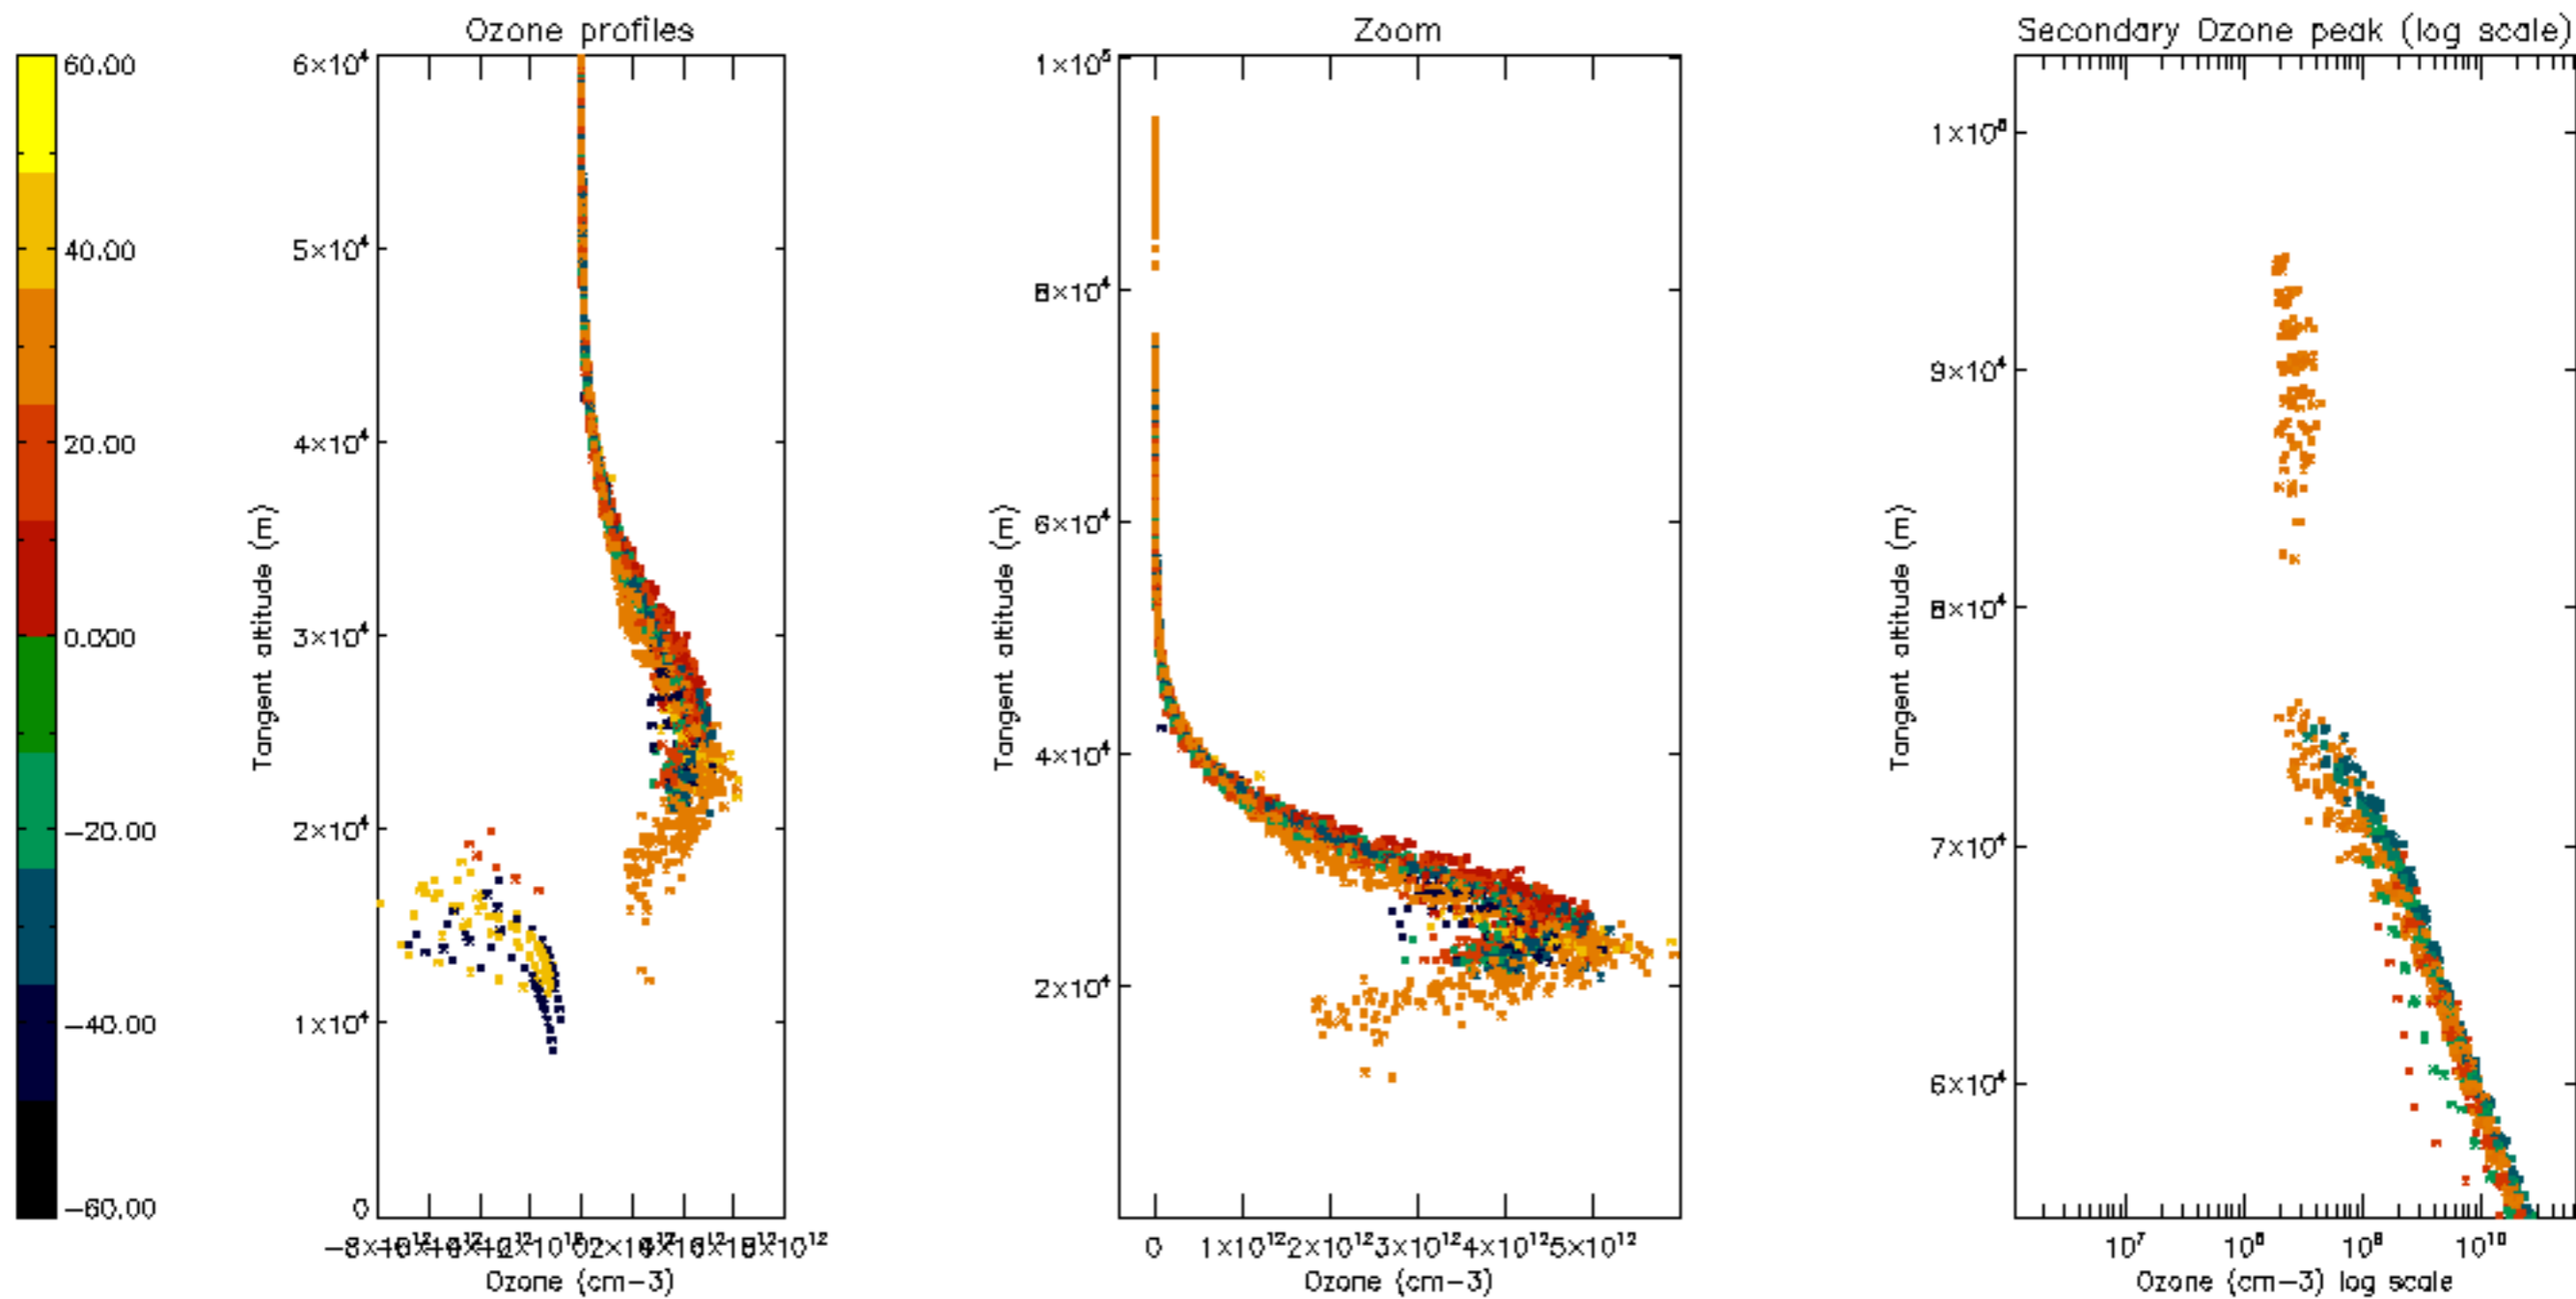 Ozone profiles
Zoom
Secondary Ozone peak (log scale)
60.00
40.00
20.00
0.000
−20.00
−40.00
−60.00
6×10⁴
5×10⁴
4×10⁴
3×10⁴
2×10⁴
1×10⁴
0
Tangent altitude (m)
8×10¹²
Ozone (cm−3)
1×10⁵
8×10⁴
6×10⁴
4×10⁴
2×10⁴
Tangent altitude (m)
0 1×10¹² 2×10¹² 3×10¹² 4×10¹² 5×10¹²
Ozone (cm−3)
9×10⁴
8×10⁴
7×10⁴
6×10⁴
Tangent altitude (m)
10⁷ 10⁸ 10⁹ 10¹⁰
Ozone (cm−3) log scale